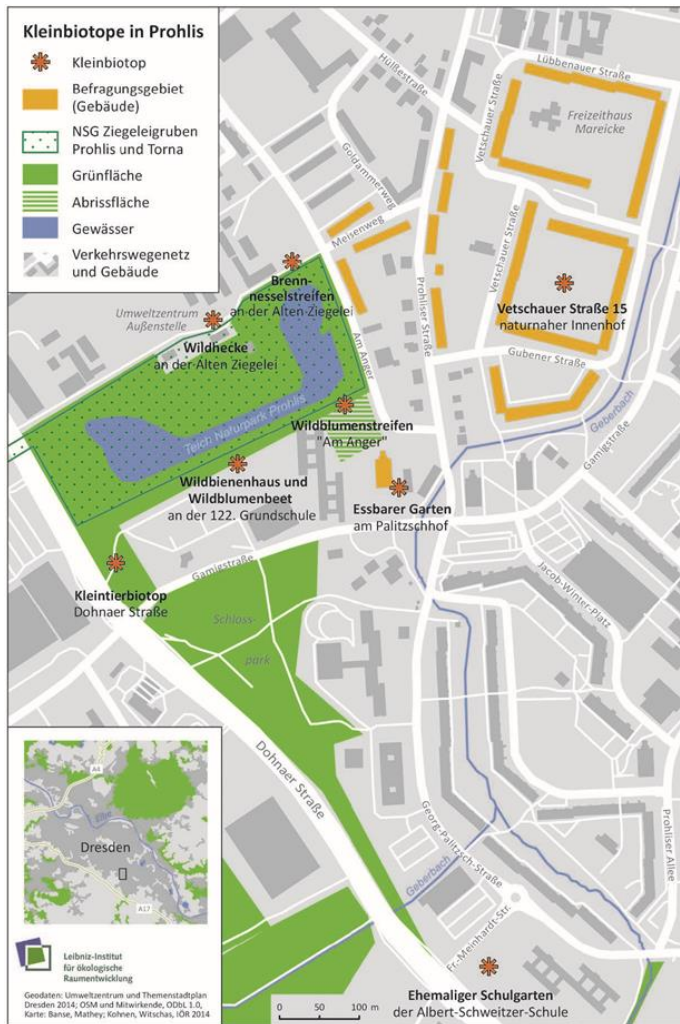 Kleinbiotope in Prohlis
Kleinbiotop
Befragungsgebiet
(Gebäude)
NSG Ziegeleigruben
Prohlis und Torna
Grünfläche
Abrissfläche
Gewässer
Verkehrswegenetz
und Gebäude
Hülßestraße
Lübbenauer Straße
Freizeithaus
Mareicke
Vetschauer Straße
Goldammerweg
Meisenweg
Prohliser Straße
Vetschauer Straße
Vetschauer Straße 15
naturnaher Innenhof
Gubener Straße
Geberbach
Gamigstraße
Brenn-
nesselstreifen
an der Alten Ziegelei
Umweltzentrum
Außenstelle
Wildhecke
an der Alten Ziegelei
Am Anger
Teich Naturpark Prohlis
Wildblumenstreifen
"Am Anger"
Wildbienenhaus und
Wildblumenbeet
an der 122. Grundschule
Essbarer Garten
am Palitzschhof
Kleintierbiotop
Dohnaer Straße
Gamigstraße
Schloss-
park
Jacob-Winter-Platz
Dohnaer Straße
Georg-Palitzsch-Straße
Geberbach
Prohliser Allee
Fr.-Meinhardt-Str.
Ehemaliger Schulgarten
der Albert-Schweitzer-Schule
A4
Elbe
Dresden
A17
Leibniz-Institut
für ökologische
Raumentwicklung
Geodaten: Umweltzentrum und Themenstadtplan
Dresden 2014; OSM und Mitwirkende, ODbL 1.0,
Karte: Banse, Mathey; Kohnen, Witschas, IÖR 2014
0 50 100 m